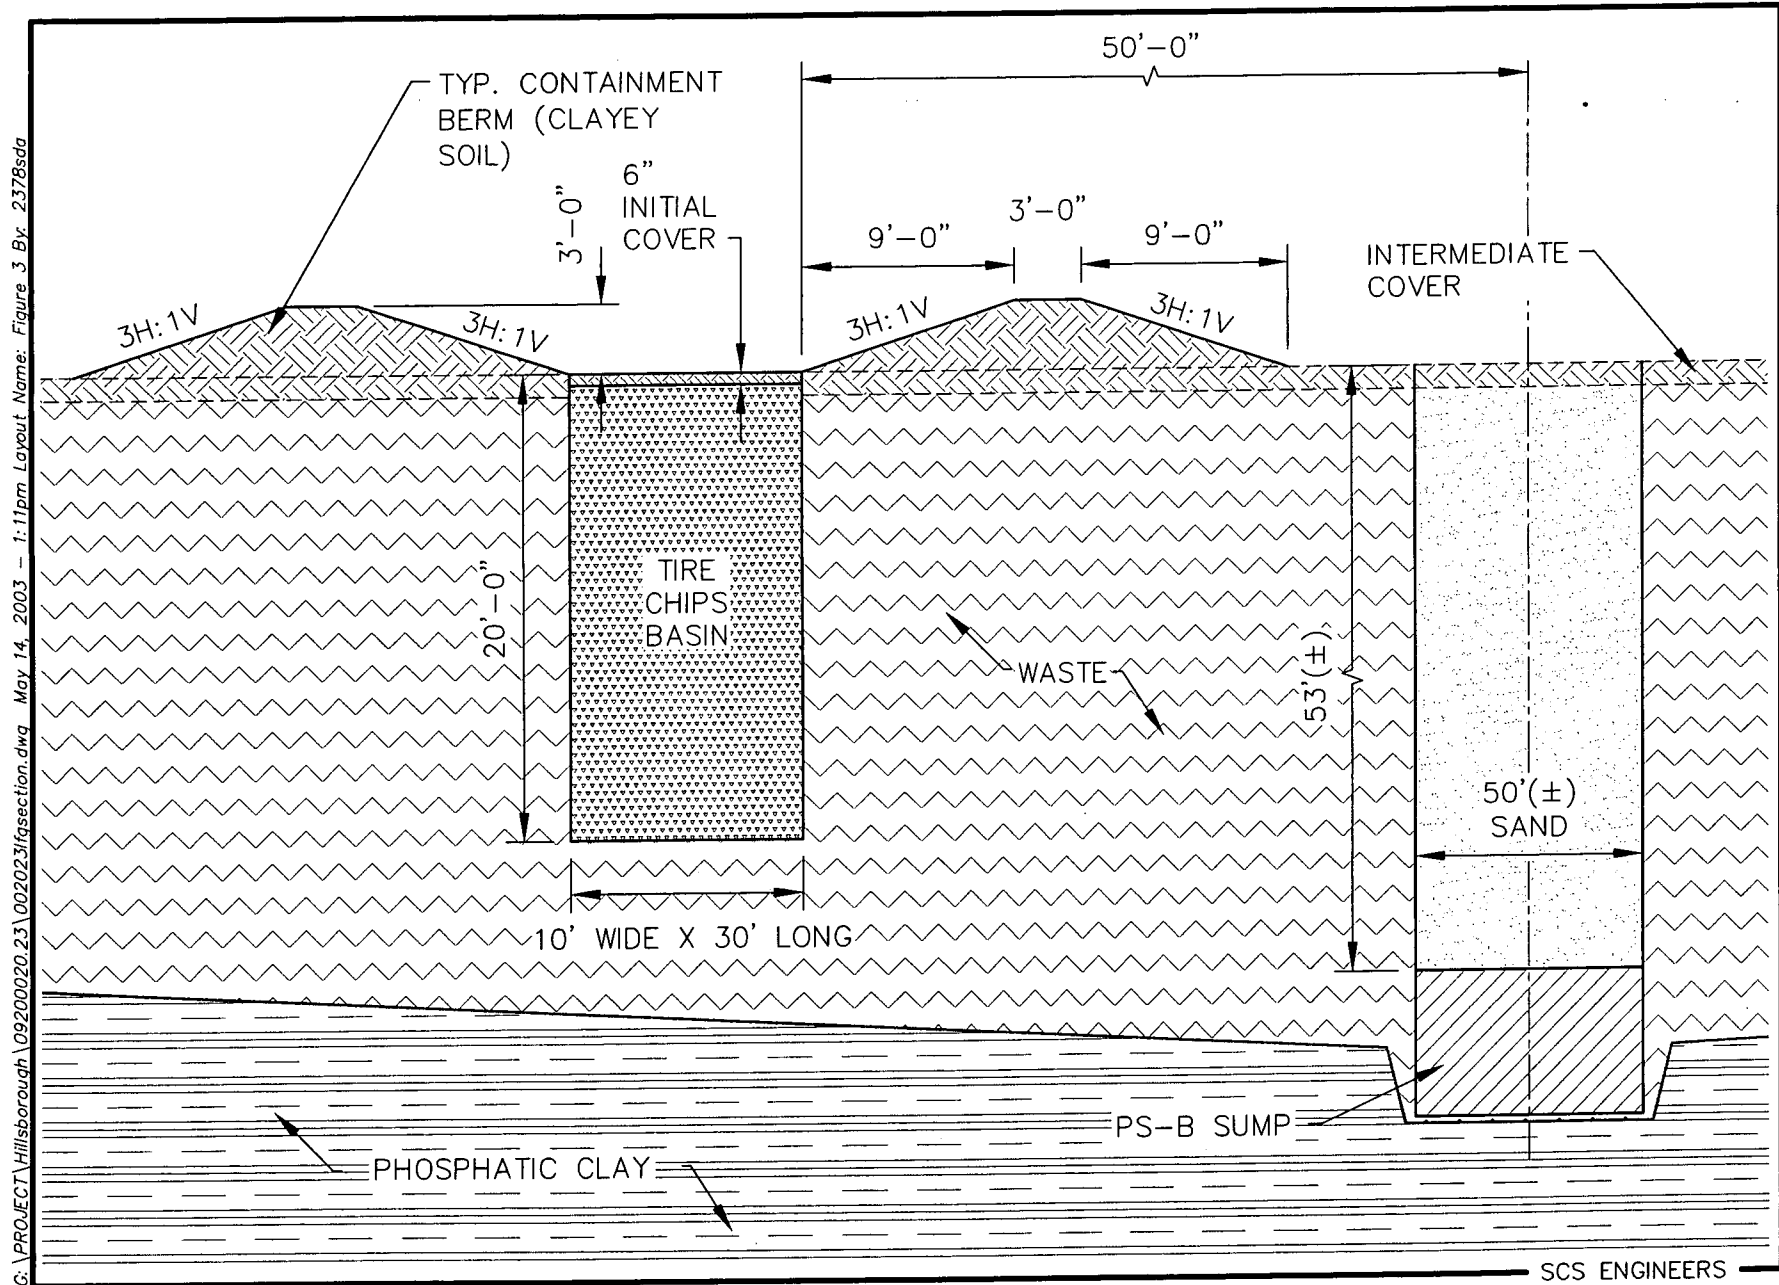 50'-0"
TYP. CONTAINMENT
BERM (CLAYEY
SOIL)
6"
INITIAL
COVER
3'-0"
3'-0"
9'-0"
9'-0"
INTERMEDIATE
COVER
3H:1V
3H:1V
3H:1V
3H:1V
20'-0"
TIRE
CHIPS
BASIN
WASTE
53'(±)
50'(±)
SAND
10' WIDE X 30' LONG
PS-B SUMP
PHOSPHATIC CLAY
SCS ENGINEERS
G:\PROJECT\Hillsborough\09200020.23\002023lfgsection.dwg May 14, 2003 - 1:11pm Layout Name: Figure 3 By: 2378sda